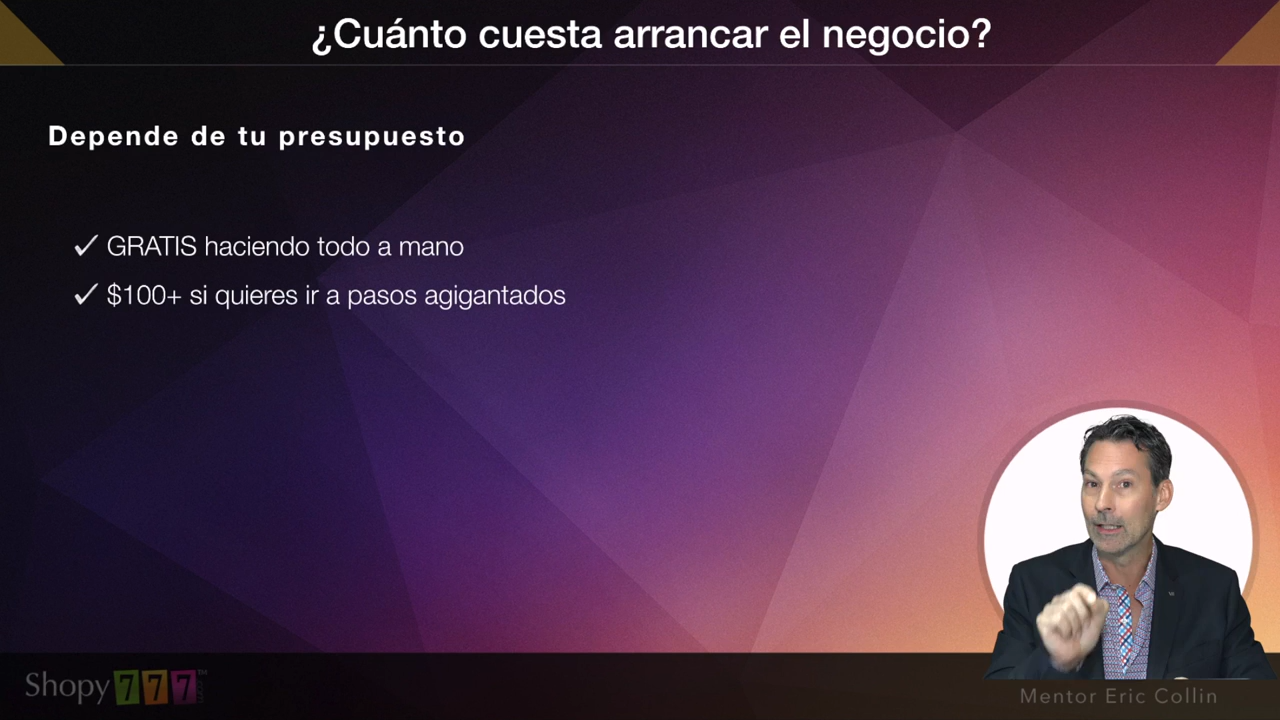 ¿Cuánto cuesta arrancar el negocio?
Depende de tu presupuesto
✓ GRATIS haciendo todo a mano
✓ $100+ si quieres ir a pasos agigantados
Shopy777.com™
Mentor Eric Collin